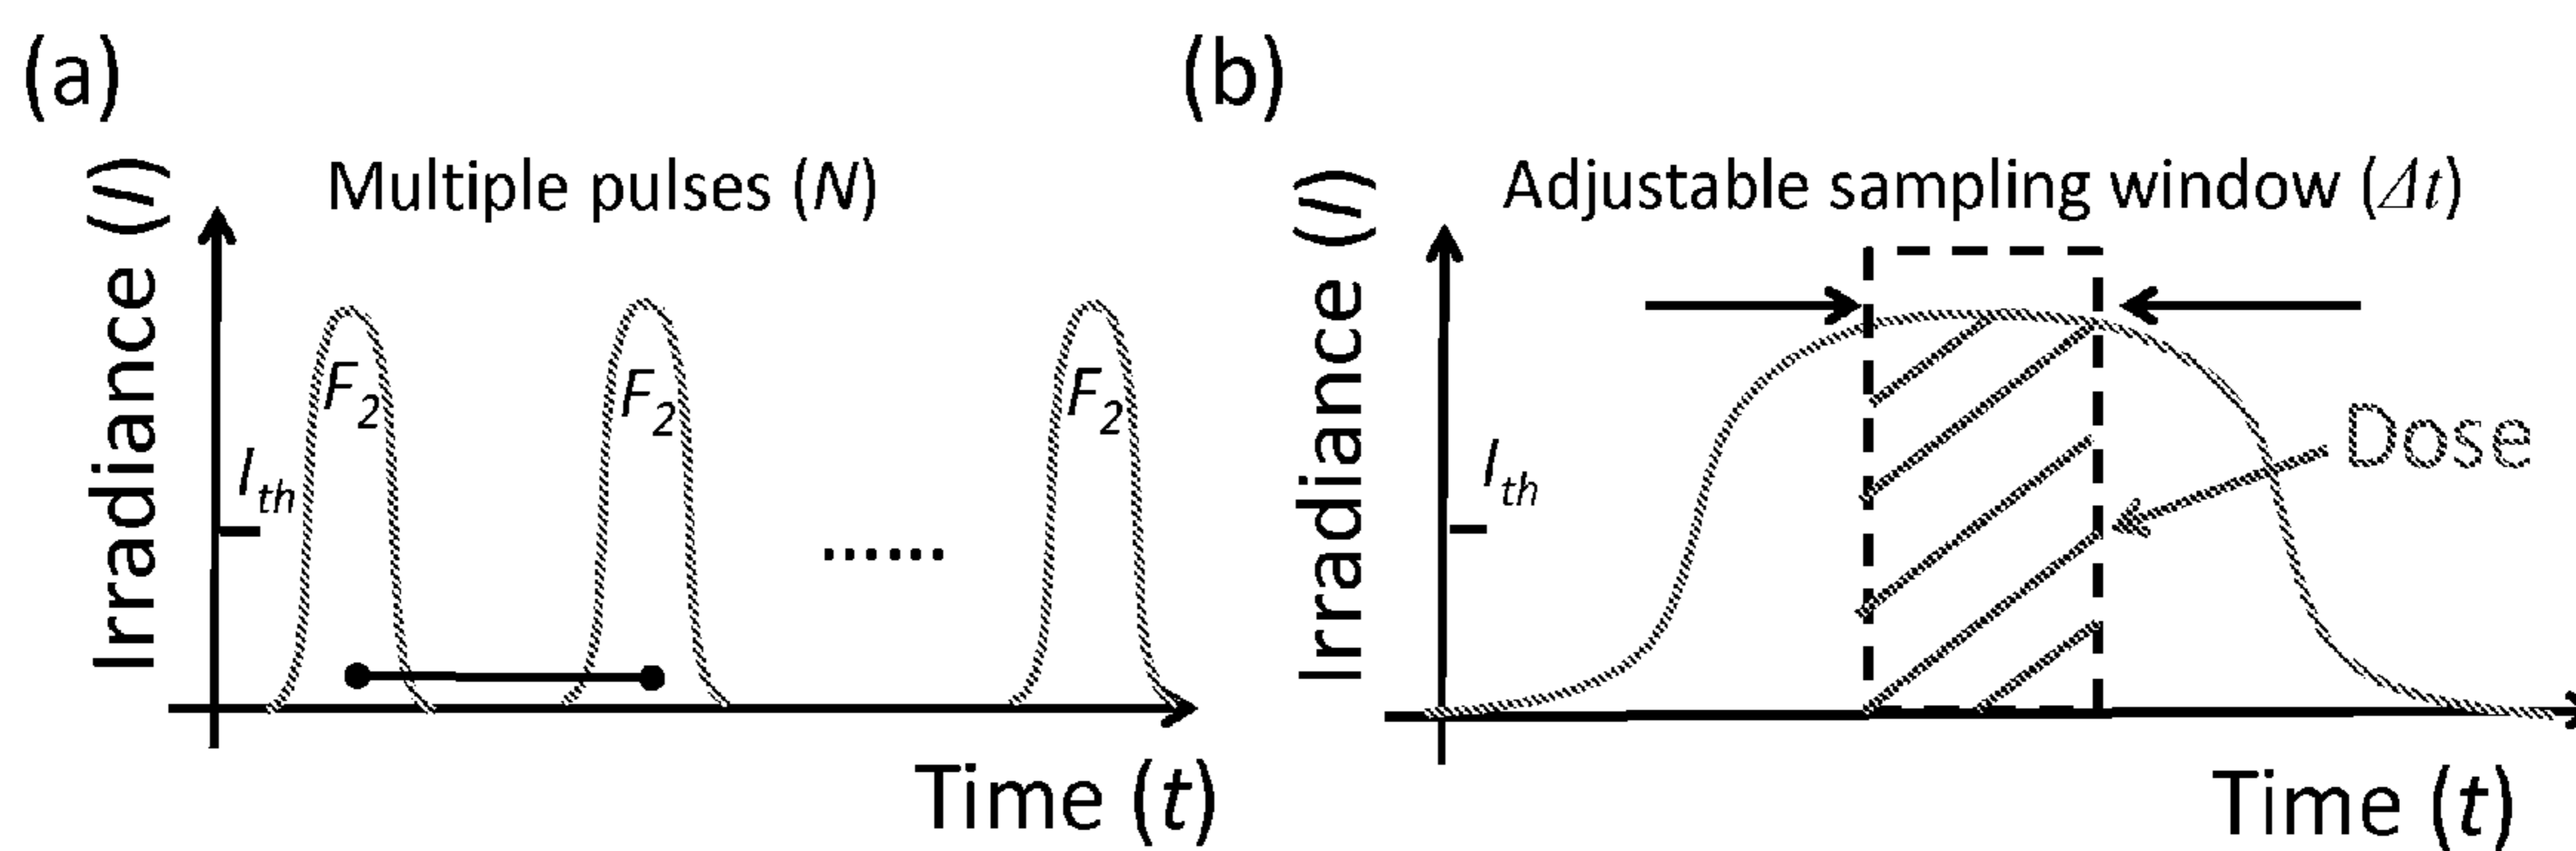 (a)
Multiple pulses (N)
Irradiance (I)
I_th
F_2
F_2
F_2
......
Time (t)
(b)
Adjustable sampling window (Δt)
Irradiance (I)
I_th
Dose
Time (t)